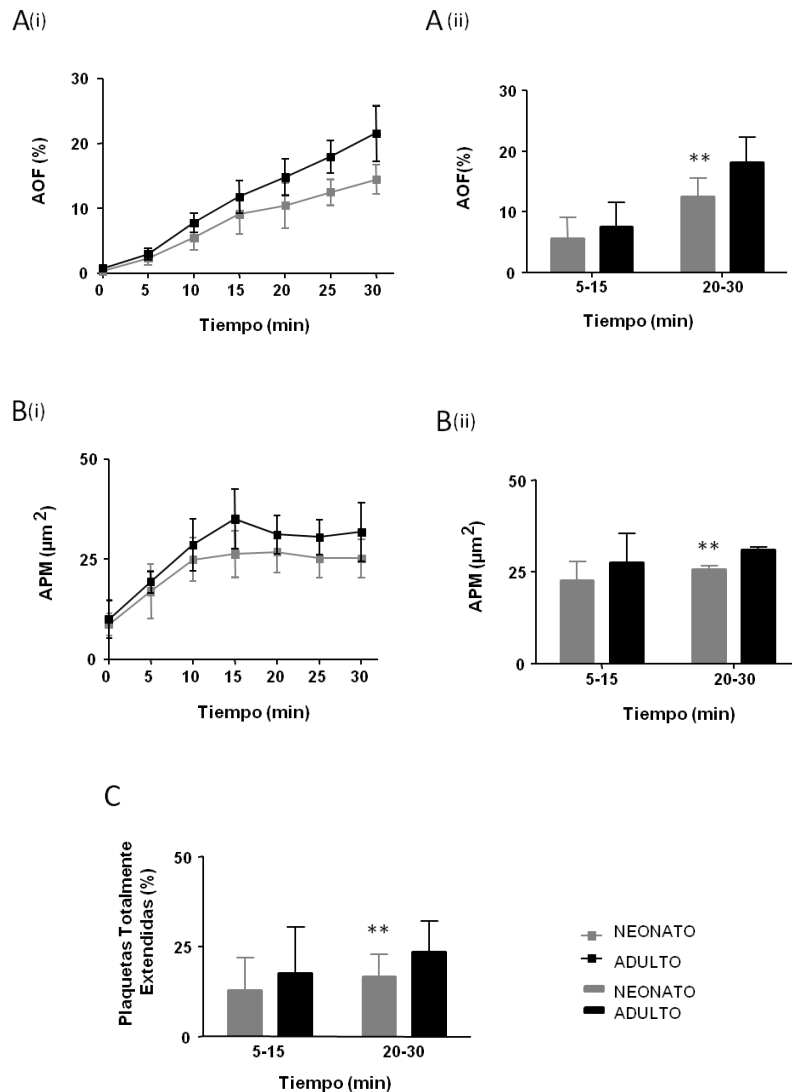 A(i)
A (ii)
30
20
10
0
AOF (%)
0 5 10 15 20 25 30
Tiempo (min)
30
20
10
0
AOF(%)
**
5-15 20-30
Tiempo (min)
B(i)
B(ii)
50
25
0
APM (µm²)
0 5 10 15 20 25 30
Tiempo (min)
50
25
0
APM (µm²)
**
5-15 20-30
Tiempo (min)
C
50
25
0
Plaquetas Totalmente
Extendidas (%)
**
5-15 20-30
Tiempo (min)
NEONATO
ADULTO
NEONATO
ADULTO